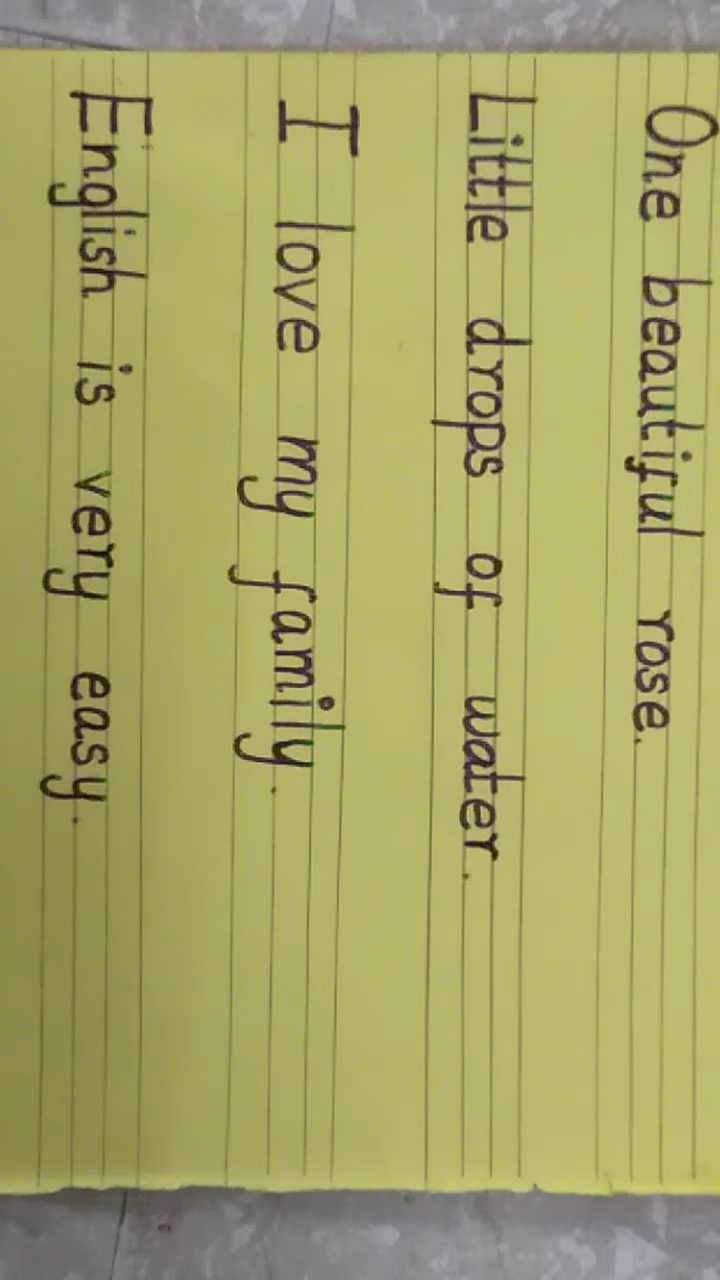 One beautiful rose.
Little drops of water.
I love my family.
English is very easy.